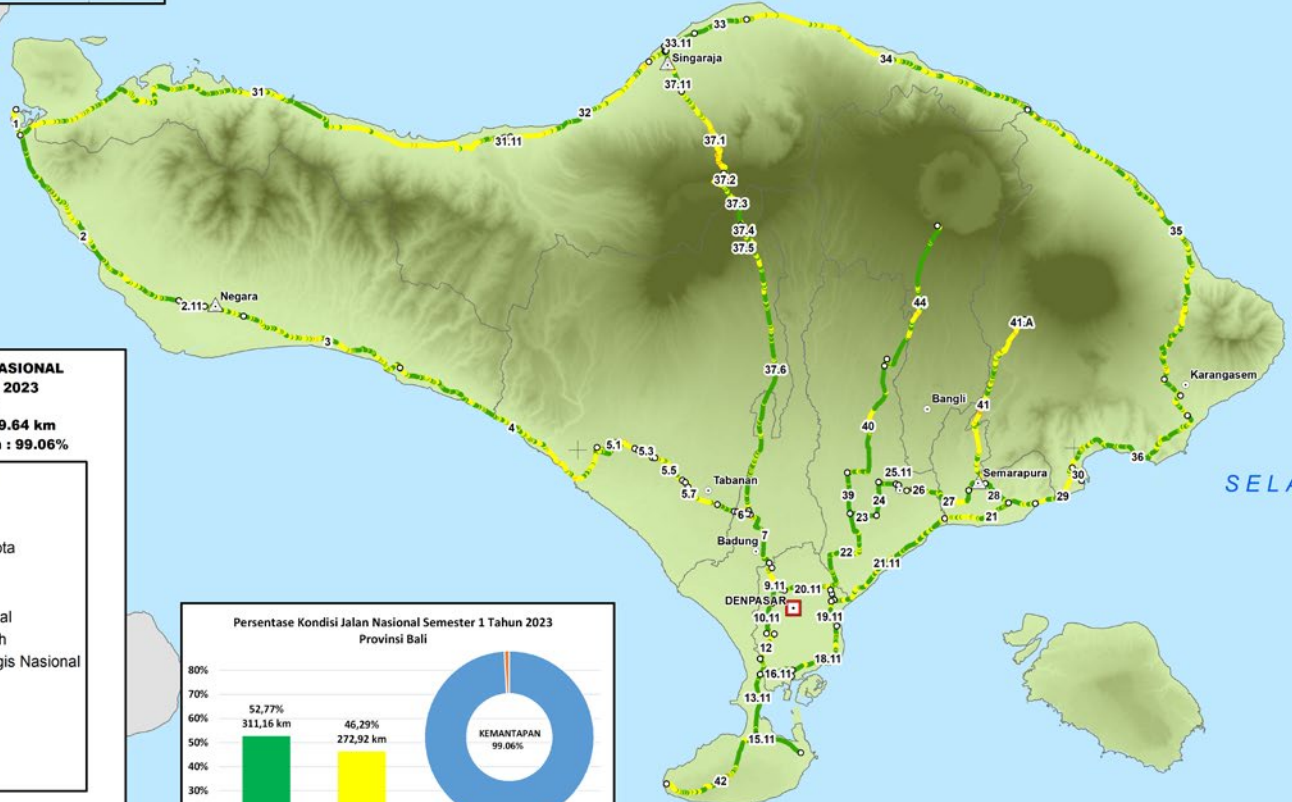 33
33.11
Singaraja
34
37.11
31
32
1
31.11
37.1
37.2
37.3
37.4
37.5
35
2
Negara
2.11
44
41.A
3
37.6
Karangasem
Bangli
41
40
4
5.1
5.3
5.5
5.7
Tabanan
6
Semarapura
25.11
26
30
36
39
24
27
28
29
23
21
7
Badung
22
21.11
9.11
20.11
DENPASAR
10.11
19.11
12
18.11
16.11
13.11
15.11
42
SELA
ASIONAL
2023
9.64 km
: 99.06%
ota
al
h
gis Nasional
Persentase Kondisi Jalan Nasional Semester 1 Tahun 2023
Provinsi Bali
80%
70%
60%
50%
40%
30%
52,77%
311,16 km
46,29%
272,92 km
KEMANTAPAN
99.06%